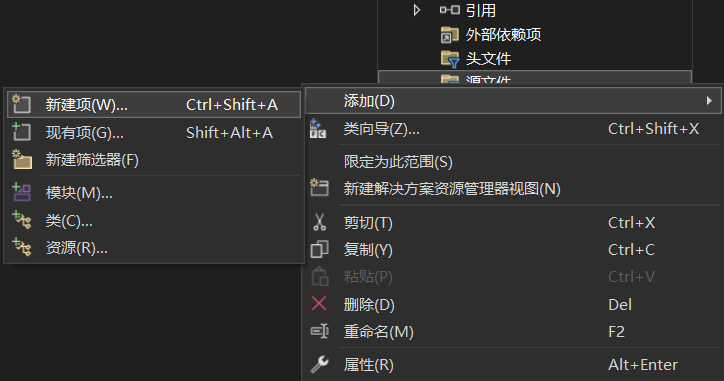 引用
外部依赖项
头文件
源文件
新建项(W)... Ctrl+Shift+A
现有项(G)... Shift+Alt+A
新建筛选器(F)
模块(M)...
类(C)...
资源(R)...
添加(D)
类向导(Z)... Ctrl+Shift+X
限定为此范围(S)
新建解决方案资源管理器视图(N)
剪切(T) Ctrl+X
复制(Y) Ctrl+C
粘贴(P) Ctrl+V
删除(D) Del
重命名(M) F2
属性(R) Alt+Enter